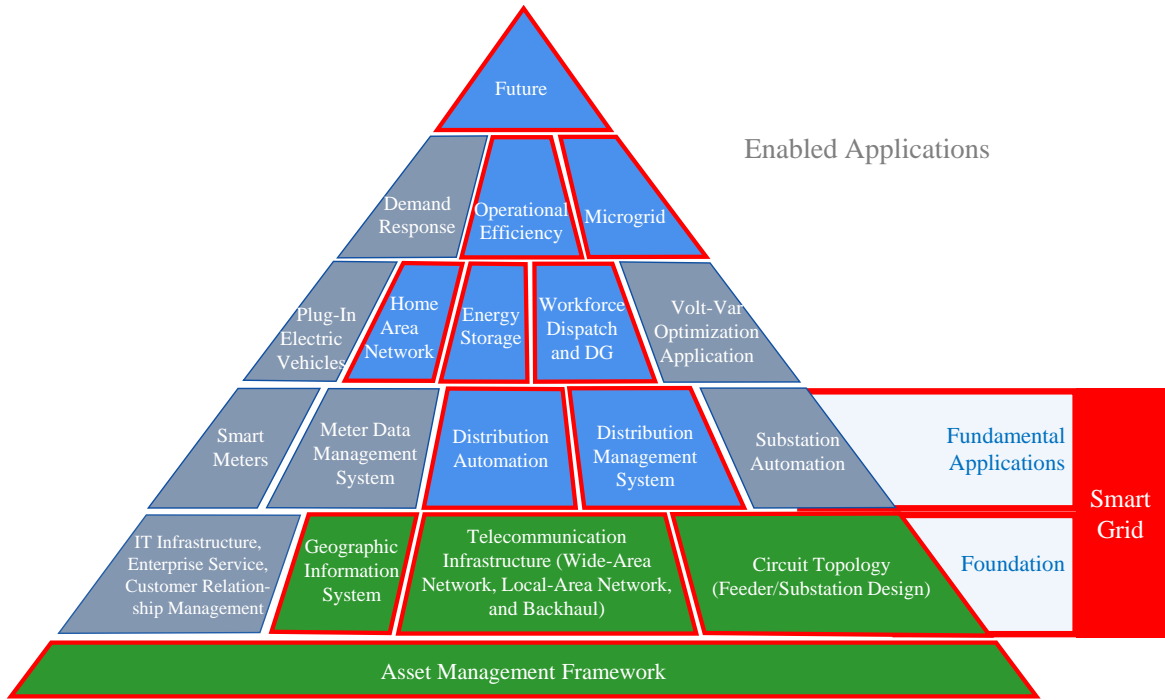 Future
Enabled Applications
Demand
Response
Operational
Efficiency
Microgrid
Plug-In
Electric
Vehicles
Home
Area
Network
Energy
Storage
Workforce
Dispatch
and DG
Volt-Var
Optimization
Application
Smart
Meters
Meter Data
Management
System
Distribution
Automation
Distribution
Management
System
Substation
Automation
Fundamental
Applications
Smart
Grid
IT Infrastructure,
Enterprise Service,
Customer Relation-
ship Management
Geographic
Information
System
Telecommunication
Infrastructure (Wide-Area
Network, Local-Area Network,
and Backhaul)
Circuit Topology
(Feeder/Substation Design)
Foundation
Asset Management Framework